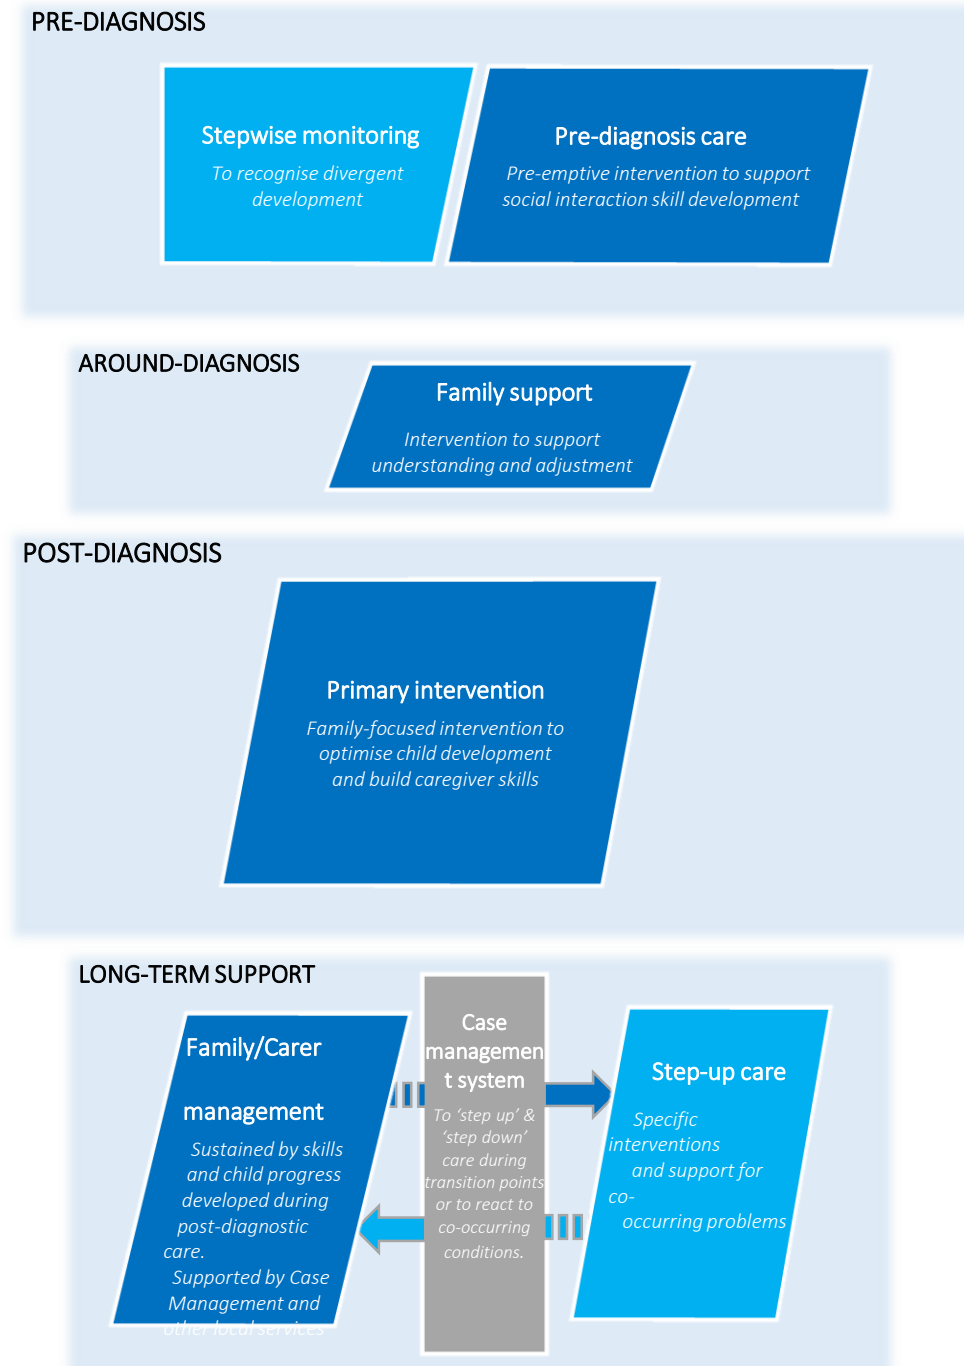 PRE-DIAGNOSIS
Stepwise monitoring
To recognise divergent
development
Pre-diagnosis care
Pre-emptive intervention to support
social interaction skill development
AROUND-DIAGNOSIS
Family support
Intervention to support
understanding and adjustment
POST-DIAGNOSIS
Primary intervention
Family-focused intervention to
optimise child development
and build caregiver skills
LONG-TERM SUPPORT
Family/Carer
management
Sustained by skills
and child progress
developed during
post-diagnostic
care.
Supported by Case
Management and
other local services
Case
managemen
t system
To ‘step up’ &
‘step down’
care during
transition points
or to react to
co-occurring
conditions.
Step-up care
Specific
interventions
and support for
co-
occurring problems